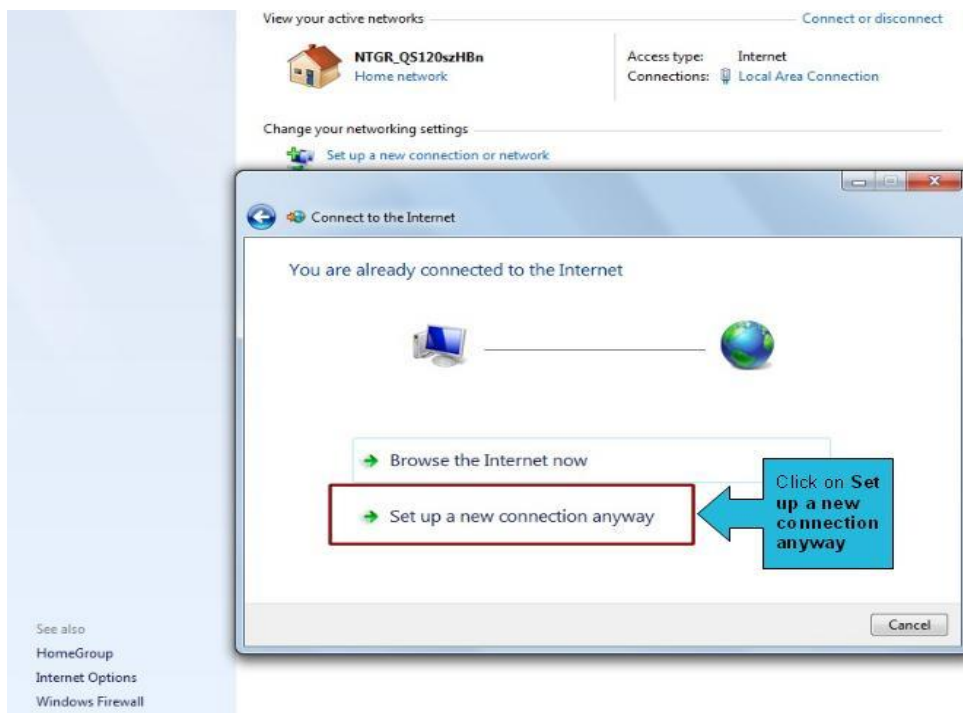 View your active networks
Connect or disconnect
NTGR_QS120szHBn
Home network
Access type: Internet
Connections: Local Area Connection
Change your networking settings
Set up a new connection or network
Connect to the Internet
You are already connected to the Internet
Browse the Internet now
Set up a new connection anyway
Click on Set
up a new
connection
anyway
Cancel
See also
HomeGroup
Internet Options
Windows Firewall